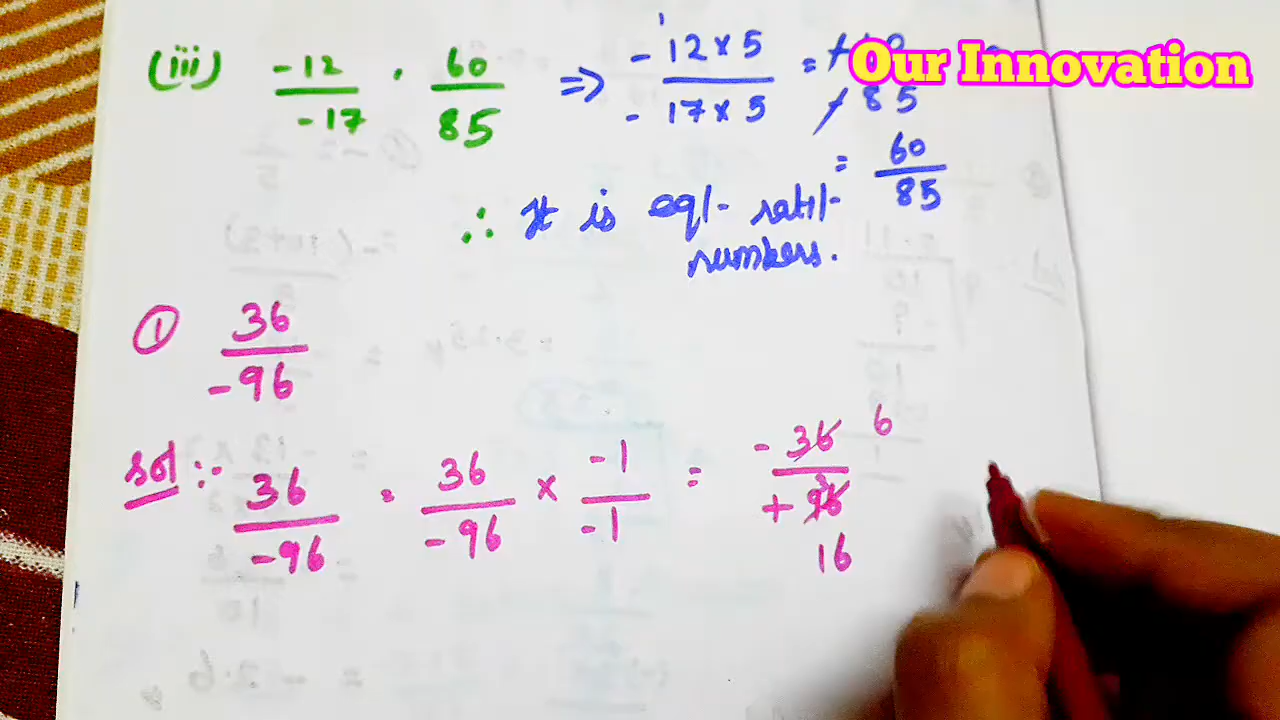 Our Innovation
(iii) -12/-17 , 60/85 ⇒ -12×5/-17×5 =
85
= 60/85
∴ It is eql- ratl- numbers.
① 36/-96
Sol :- 36/-96 = 36/-96 × -1/-1 = -36/+96
6
16